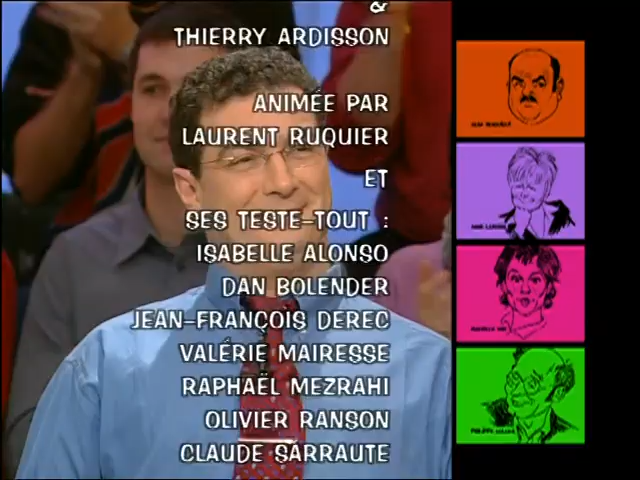 &
THIERRY ARDISSON
ANIMÉE PAR
LAURENT RUQUIER
ET
SES TESTE-TOUT :
ISABELLE ALONSO
DAN BOLENDER
JEAN-FRANÇOIS DEREC
VALÉRIE MAIRESSE
RAPHAËL MEZRAHI
OLIVIER RANSON
CLAUDE SARRAUTE